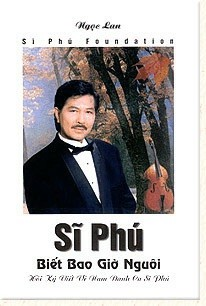 Ngọc Lan
Sĩ Phú Foundation
Sĩ Phú
Biết Bao Giờ Nguôi
Hồi Ký Viết Về Nam Danh Ca Sĩ Phú